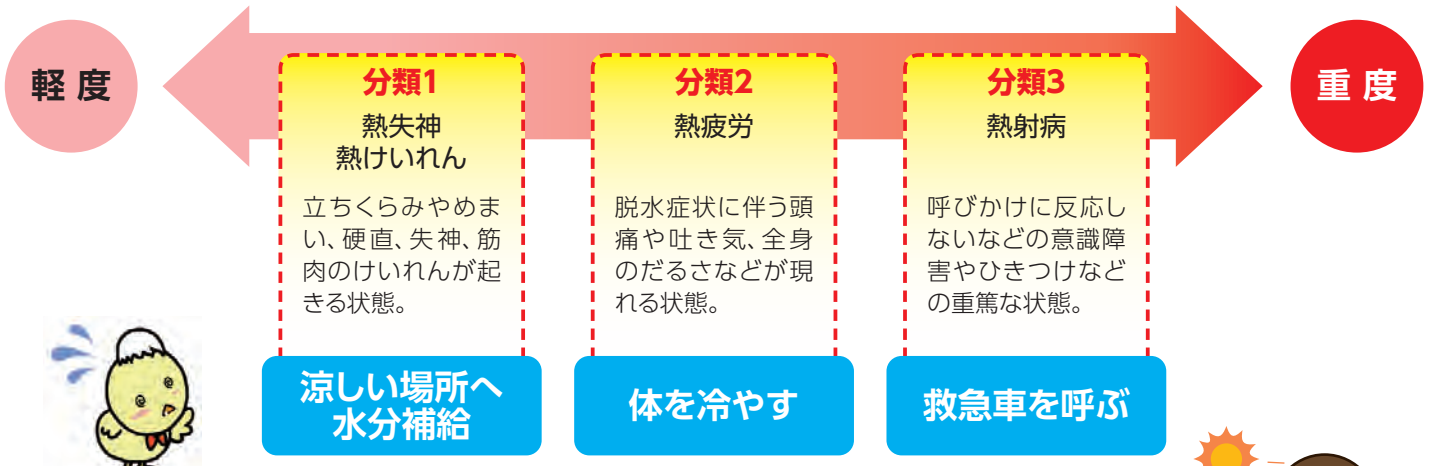 軽度
分類1
熱失神
熱けいれん
立ちくらみやめま
い、硬直、失神、筋
肉のけいれんが起
きる状態。
涼しい場所へ
水分補給
分類2
熱疲労
脱水症状に伴う頭
痛や吐き気、全身
のだるさなどが現
れる状態。
体を冷やす
分類3
熱射病
呼びかけに反応し
ないなどの意識障
害やひきつけなど
の重篤な状態。
救急車を呼ぶ
重度